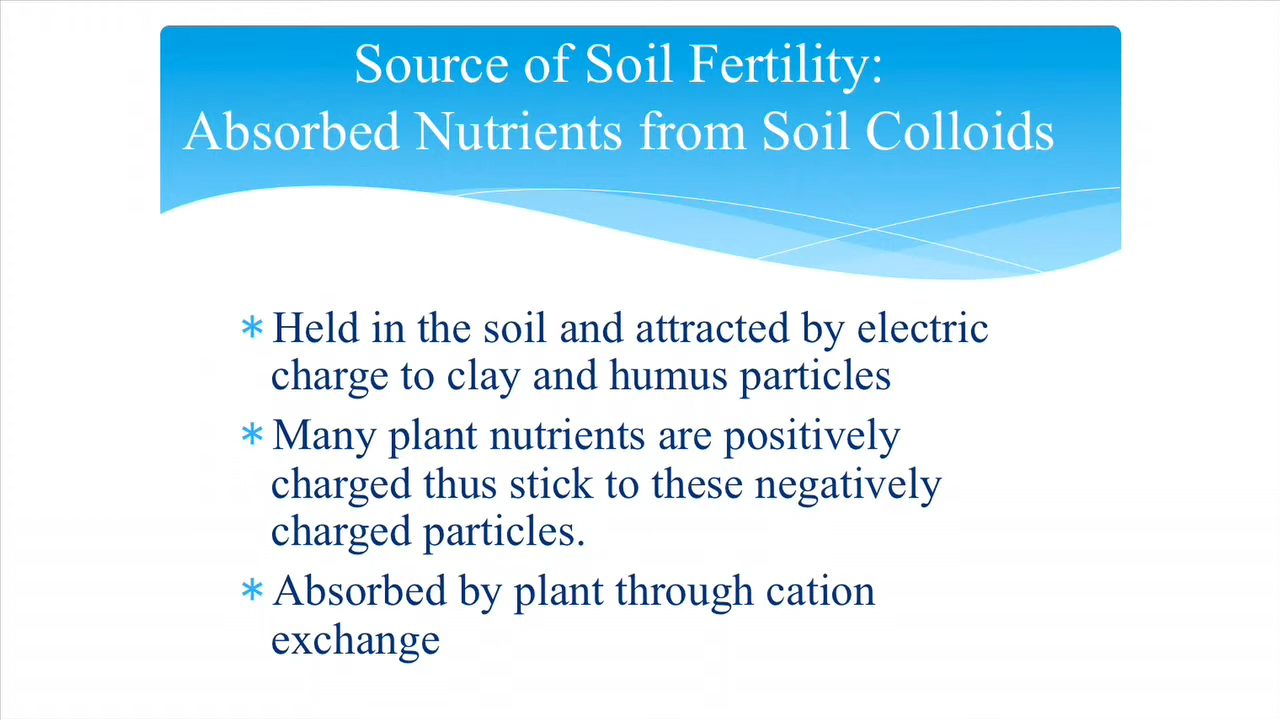 Source of Soil Fertility:
Absorbed Nutrients from Soil Colloids
* Held in the soil and attracted by electric
charge to clay and humus particles
* Many plant nutrients are positively
charged thus stick to these negatively
charged particles.
* Absorbed by plant through cation
exchange